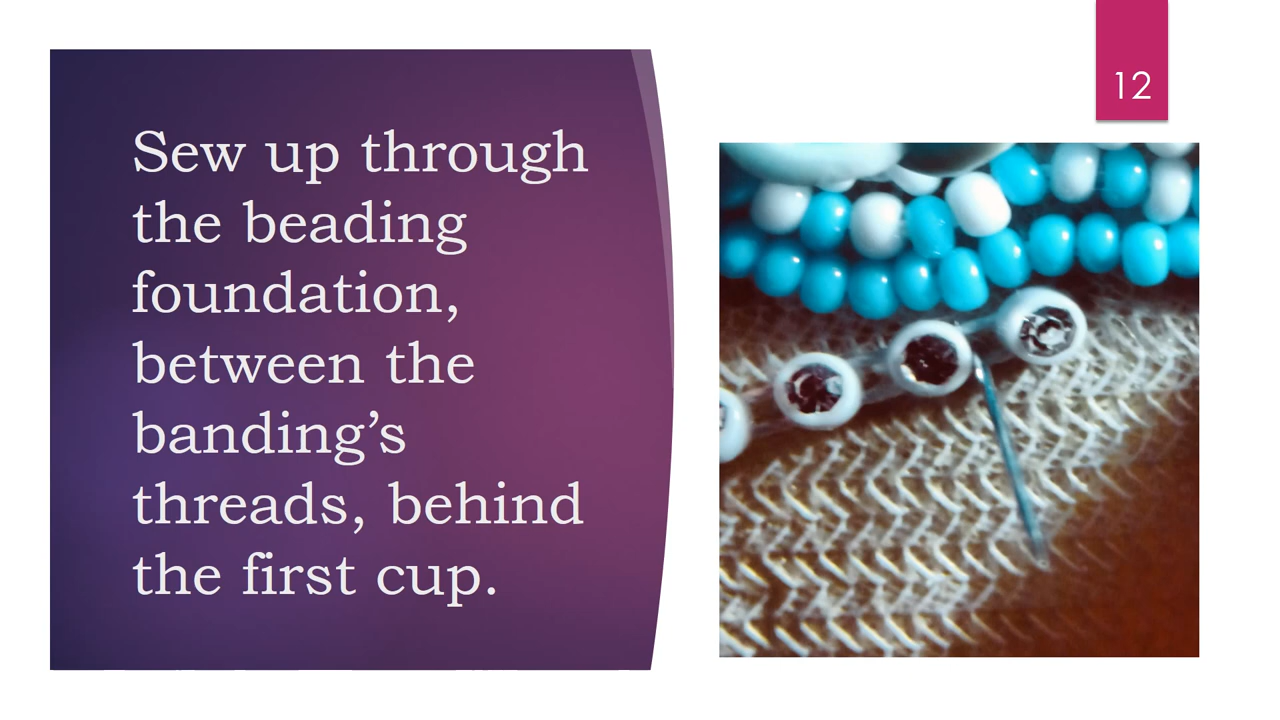 12
Sew up through
the beading
foundation,
between the
banding’s
threads, behind
the first cup.